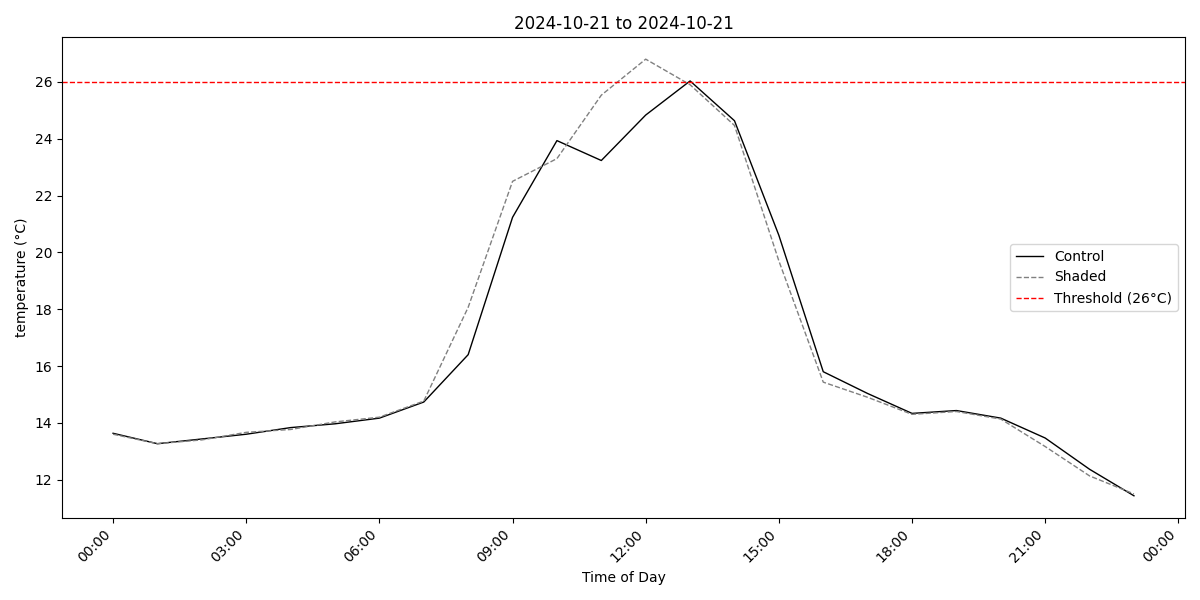 2024-10-21 to 2024-10-21
temperature (°C)
26
24
22
20
18
16
14
12
Control
Shaded
Threshold (26°C)
00:00
03:00
06:00
09:00
12:00
15:00
18:00
21:00
00:00
Time of Day